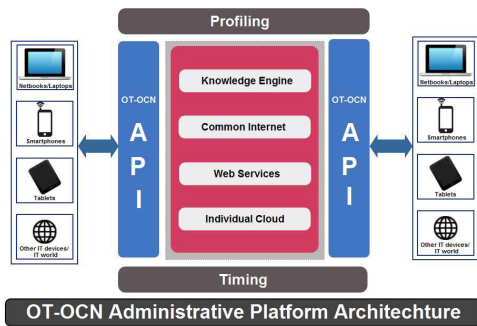 Profiling
Netbooks/Laptops
Smartphones
Tablets
Other IT devices/
IT world
OT-OCN
A
P
I
Knowledge Engine
Common Internet
Web Services
Individual Cloud
OT-OCN
A
P
I
Netbooks/Laptops
Smartphones
Tablets
Other IT devices/
IT world
Timing
OT-OCN Administrative Platform Architechture